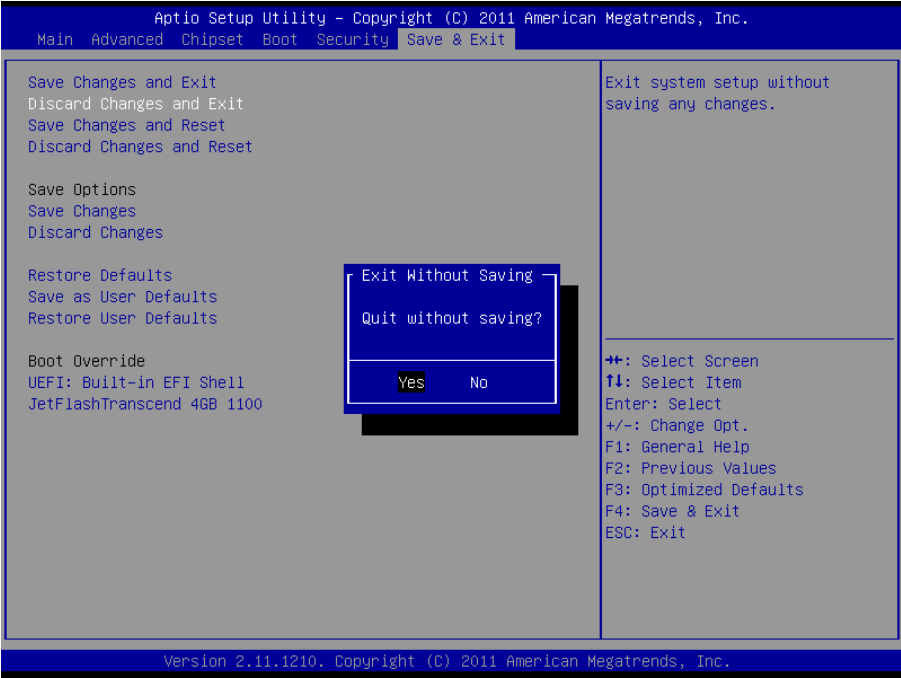 Aptio Setup Utility – Copyright (C) 2011 American Megatrends, Inc.
Main Advanced Chipset Boot Security Save & Exit
Save Changes and Exit
Discard Changes and Exit
Save Changes and Reset
Discard Changes and Reset
Save Options
Save Changes
Discard Changes
Restore Defaults
Save as User Defaults
Restore User Defaults
Boot Override
UEFI: Built-in EFI Shell
JetFlashTranscend 4GB 1100
Exit Without Saving
Quit without saving?
Yes No
Exit system setup without
saving any changes.
→←: Select Screen
↑↓: Select Item
Enter: Select
+/-: Change Opt.
F1: General Help
F2: Previous Values
F3: Optimized Defaults
F4: Save & Exit
ESC: Exit
Version 2.11.1210. Copyright (C) 2011 American Megatrends, Inc.